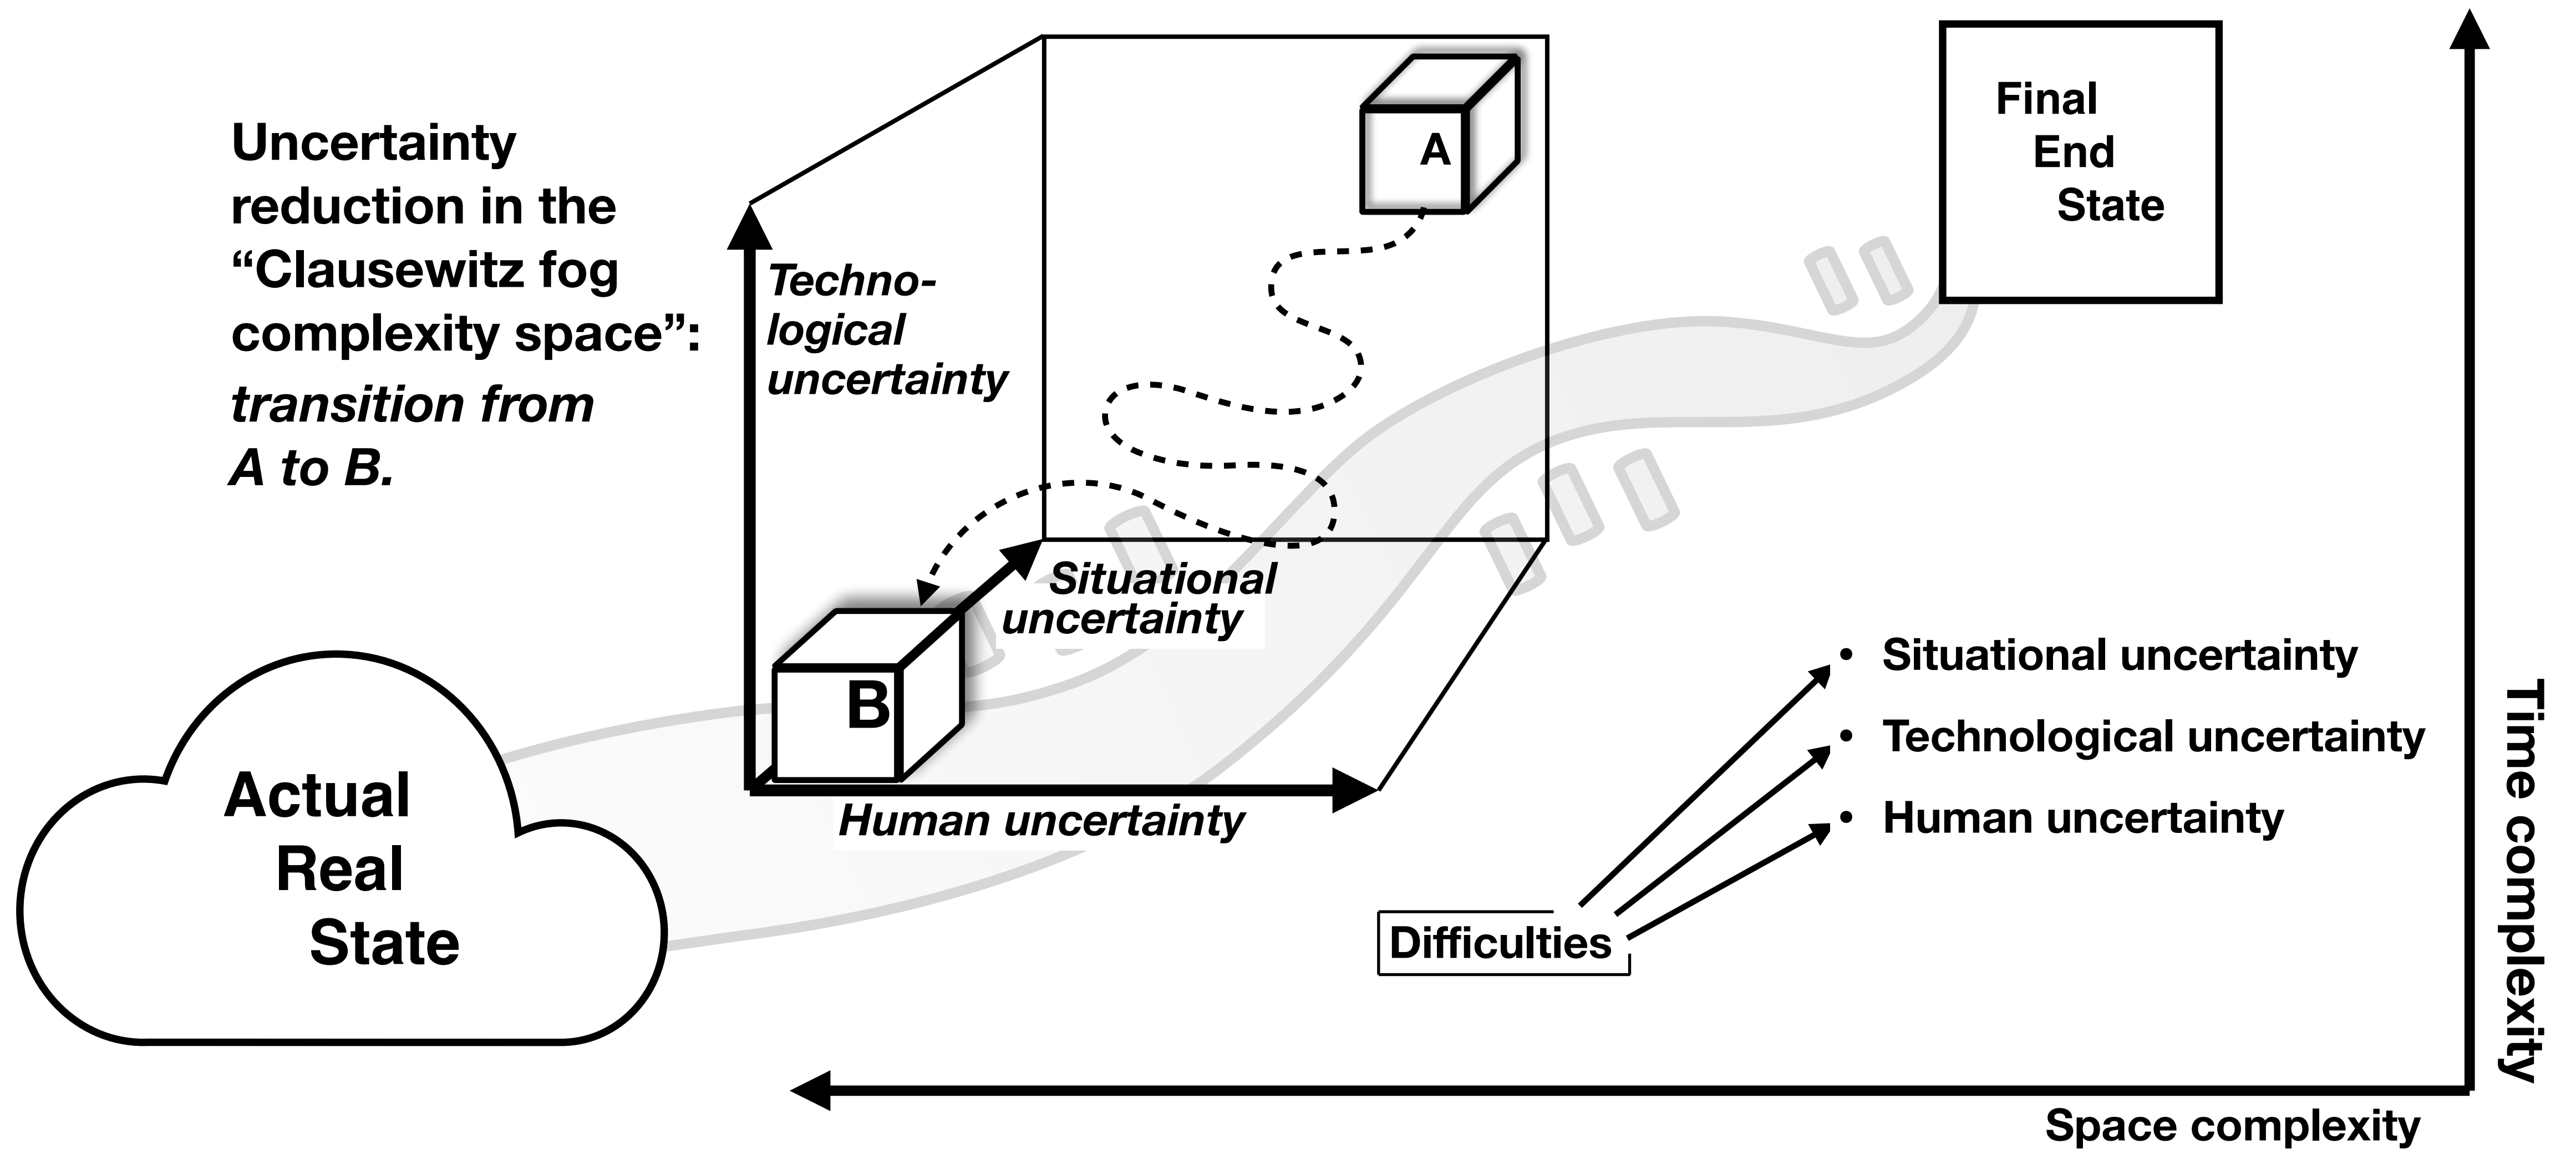 Uncertainty
reduction in the
“Clausewitz fog
complexity space”:
transition from
A to B.
Techno-
logical
uncertainty
A
Final
End
State
Situational
uncertainty
B
Human uncertainty
Actual
Real
State
• Situational uncertainty
• Technological uncertainty
• Human uncertainty
Difficulties
Time complexity
Space complexity